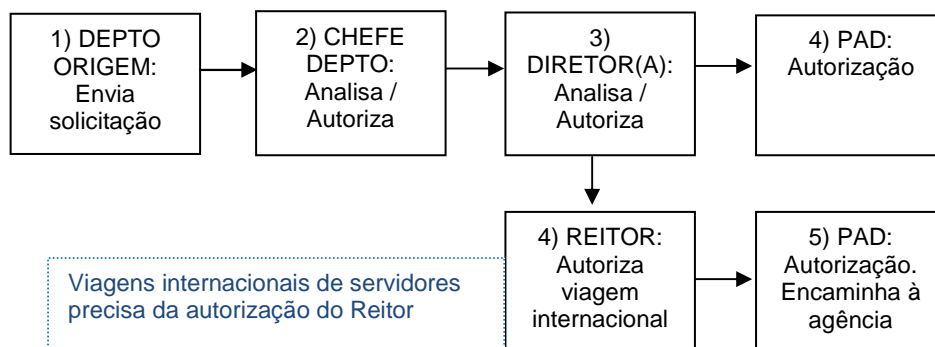 1) DEPTO
ORIGEM:
Envia
solicitação
2) CHEFE
DEPTO:
Analisa /
Autoriza
3)
DIRETOR(A):
Analisa /
Autoriza
4) PAD:
Autorização
4) REITOR:
Autoriza
viagem
internacional
5) PAD:
Autorização.
Encaminha à
agência
Viagens internacionais de servidores
precisa da autorização do Reitor